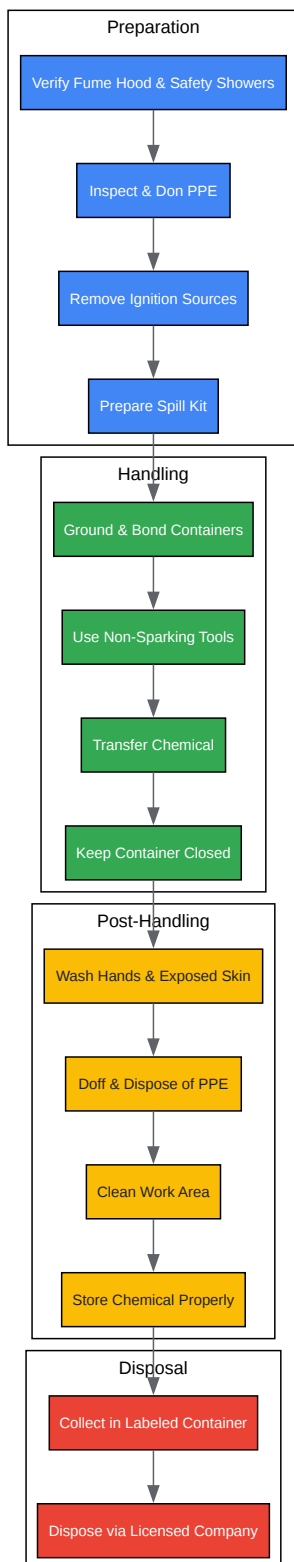 Preparation
Verify Fume Hood & Safety Showers
Inspect & Don PPE
Remove Ignition Sources
Prepare Spill Kit
Handling
Ground & Bond Containers
Use Non-Sparking Tools
Transfer Chemical
Keep Container Closed
Post-Handling
Wash Hands & Exposed Skin
Doff & Dispose of PPE
Clean Work Area
Store Chemical Properly
Disposal
Collect in Labeled Container
Dispose via Licensed Company